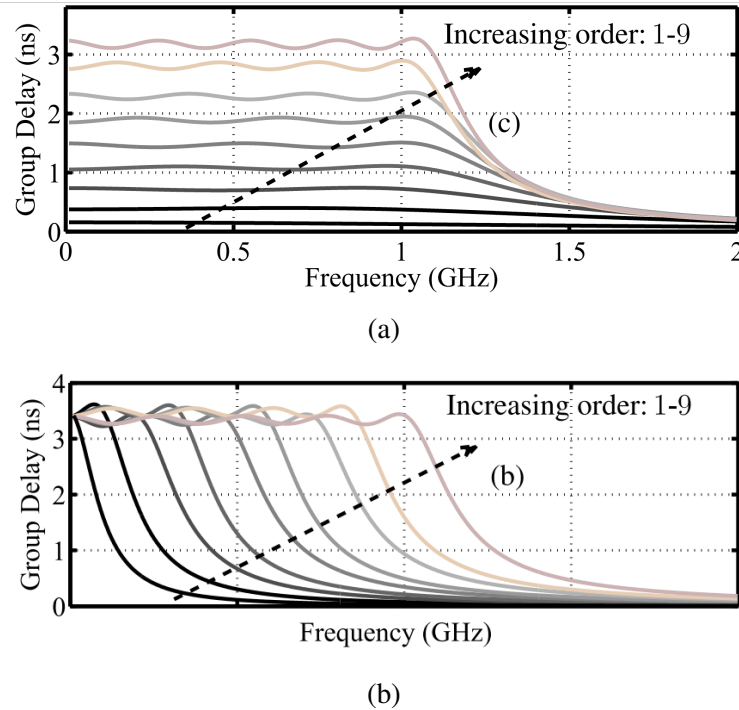 Increasing order: 1-9
3
2
1
0
Group Delay (ns)
(c)
0 0.5 1 1.5 2
Frequency (GHz)
(a)
4
3
2
1
0
Group Delay (ns)
Increasing order: 1-9
(b)
Frequency (GHz)
(b)